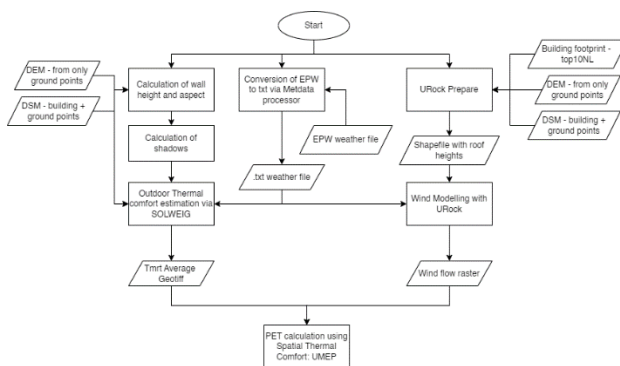 Start
DEM - from only
ground points
DSM - building +
ground points
Calculation of wall
height and aspect
Conversion of EPW
to txt via Metdata
processor
URock Prepare
Building footprint -
top10NL
DEM - from only
ground points
DSM - building +
ground points
Calculation of
shadows
EPW weather file
Shapefile with roof
heights
.txt weather file
Outdoor Thermal
comfort estimation via
SOLWEIG
Wind Modelling with
URock
Tmrt Average
Geotiff
Wind flow raster
PET calculation using
Spatial Thermal
Comfort: UMEP